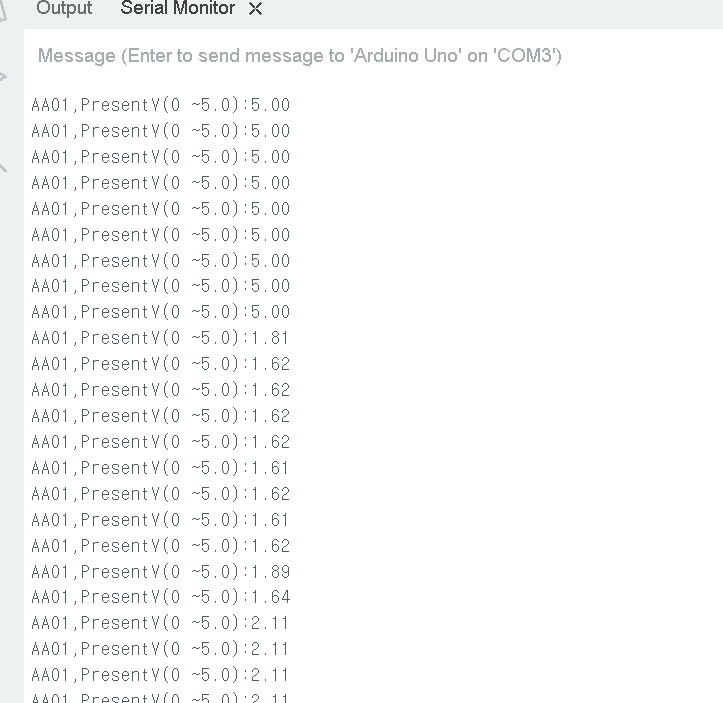 Output Serial Monitor X
Message (Enter to send message to 'Arduino Uno' on 'COM3')
AA01,PresentV(0 ~5.0):5.00
AA01,PresentV(0 ~5.0):5.00
AA01,PresentV(0 ~5.0):5.00
AA01,PresentV(0 ~5.0):5.00
AA01,PresentV(0 ~5.0):5.00
AA01,PresentV(0 ~5.0):5.00
AA01,PresentV(0 ~5.0):5.00
AA01,PresentV(0 ~5.0):5.00
AA01,PresentV(0 ~5.0):5.00
AA01,PresentV(0 ~5.0):1.81
AA01,PresentV(0 ~5.0):1.62
AA01,PresentV(0 ~5.0):1.62
AA01,PresentV(0 ~5.0):1.62
AA01,PresentV(0 ~5.0):1.62
AA01,PresentV(0 ~5.0):1.61
AA01,PresentV(0 ~5.0):1.62
AA01,PresentV(0 ~5.0):1.61
AA01,PresentV(0 ~5.0):1.62
AA01,PresentV(0 ~5.0):1.89
AA01,PresentV(0 ~5.0):1.64
AA01,PresentV(0 ~5.0):2.11
AA01,PresentV(0 ~5.0):2.11
AA01,PresentV(0 ~5.0):2.11
AA01,PresentV(0 ~5.0):2.11